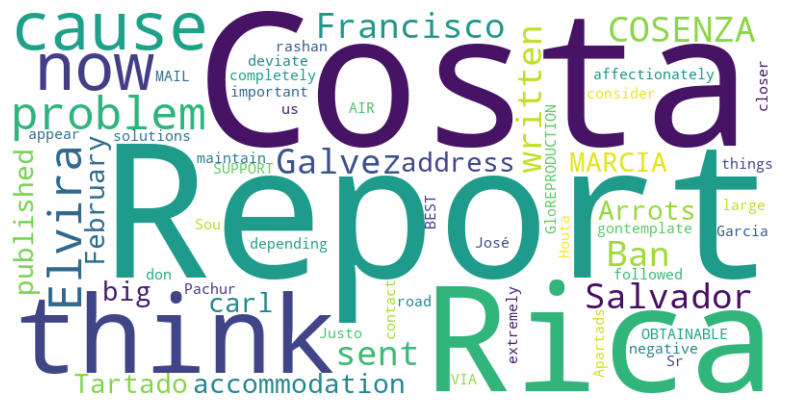 cause
Costa
Francisco
COSENZA
rashan
deviate
completely
important
us
AIR
now
MAIL
written
affectionately
consider
closer
problem
appear
solutions
maintain
SUPPORT
Galvez
address
MARCIA
things
published
Elvira
February
Report
Sou
depending
BEST
José
GloREPRODUCTION
Houta
Arrots
large
gontemplate
Garcia
Ban
followed
don
Pachur
big
carl
think
Justo
sent
contact
road
VIA
Rica
extremely
Salvador
Apartads
OBTAINABLE
negative
Sr
Tartado
accommodation